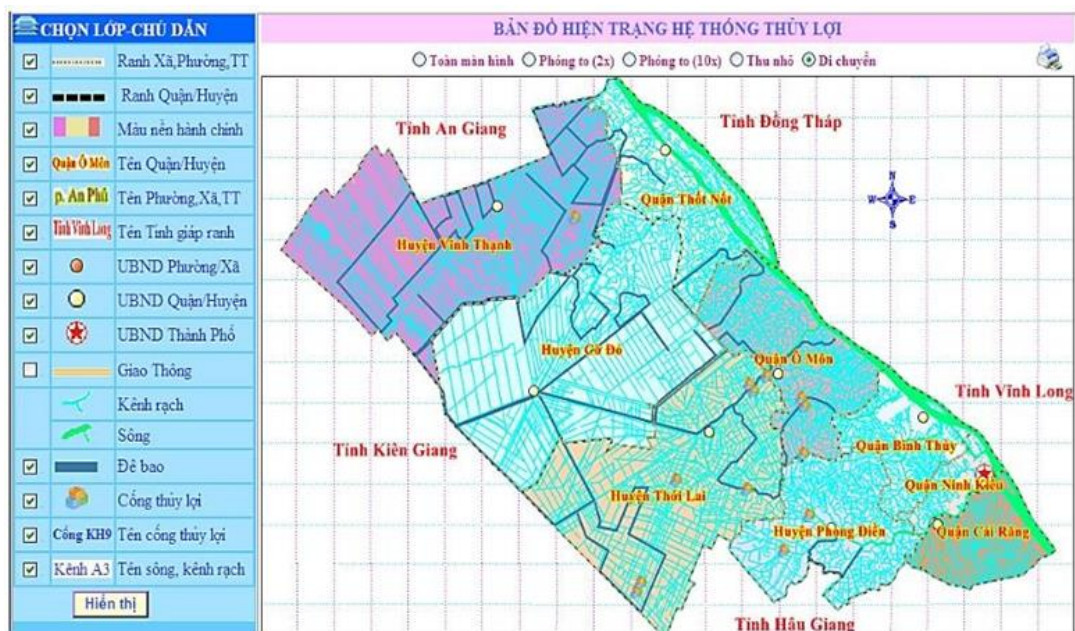 CHỌN LỚP-CHÚ DẪN
Ranh Xã,Phường,TT
Ranh Quận/Huyện
Màu nền hành chính
Quận Ô Môn Tên Quận/Huyện
p. An Phú Tên Phường,Xã,TT
Tỉnh Vĩnh Long Tên Tỉnh giáp ranh
UBND Phường/Xã
UBND Quận/Huyện
UBND Thành Phố
Giao Thông
Kênh rạch
Sông
Đê bao
Cống thủy lợi
Cống KH9 Tên cống thủy lợi
Kênh A3 Tên sông, kênh rạch
Hiển thị
BẢN ĐỒ HIỆN TRẠNG HỆ THỐNG THỦY LỢI
Toàn màn hình Phóng to (2x) Phóng to (10x) Thu nhỏ Di chuyển
Tỉnh An Giang
Tỉnh Đồng Tháp
N
W E
S
Quận Thốt Nốt
Huyện Vĩnh Thạnh
Huyện Cờ Đỏ
Quận Ô Môn
Tỉnh Vĩnh Long
Tỉnh Kiên Giang
Quận Bình Thủy
Quận Ninh Kiều
Huyện Thới Lai
Huyện Phong Điền
Quận Cái Răng
Tỉnh Hậu Giang